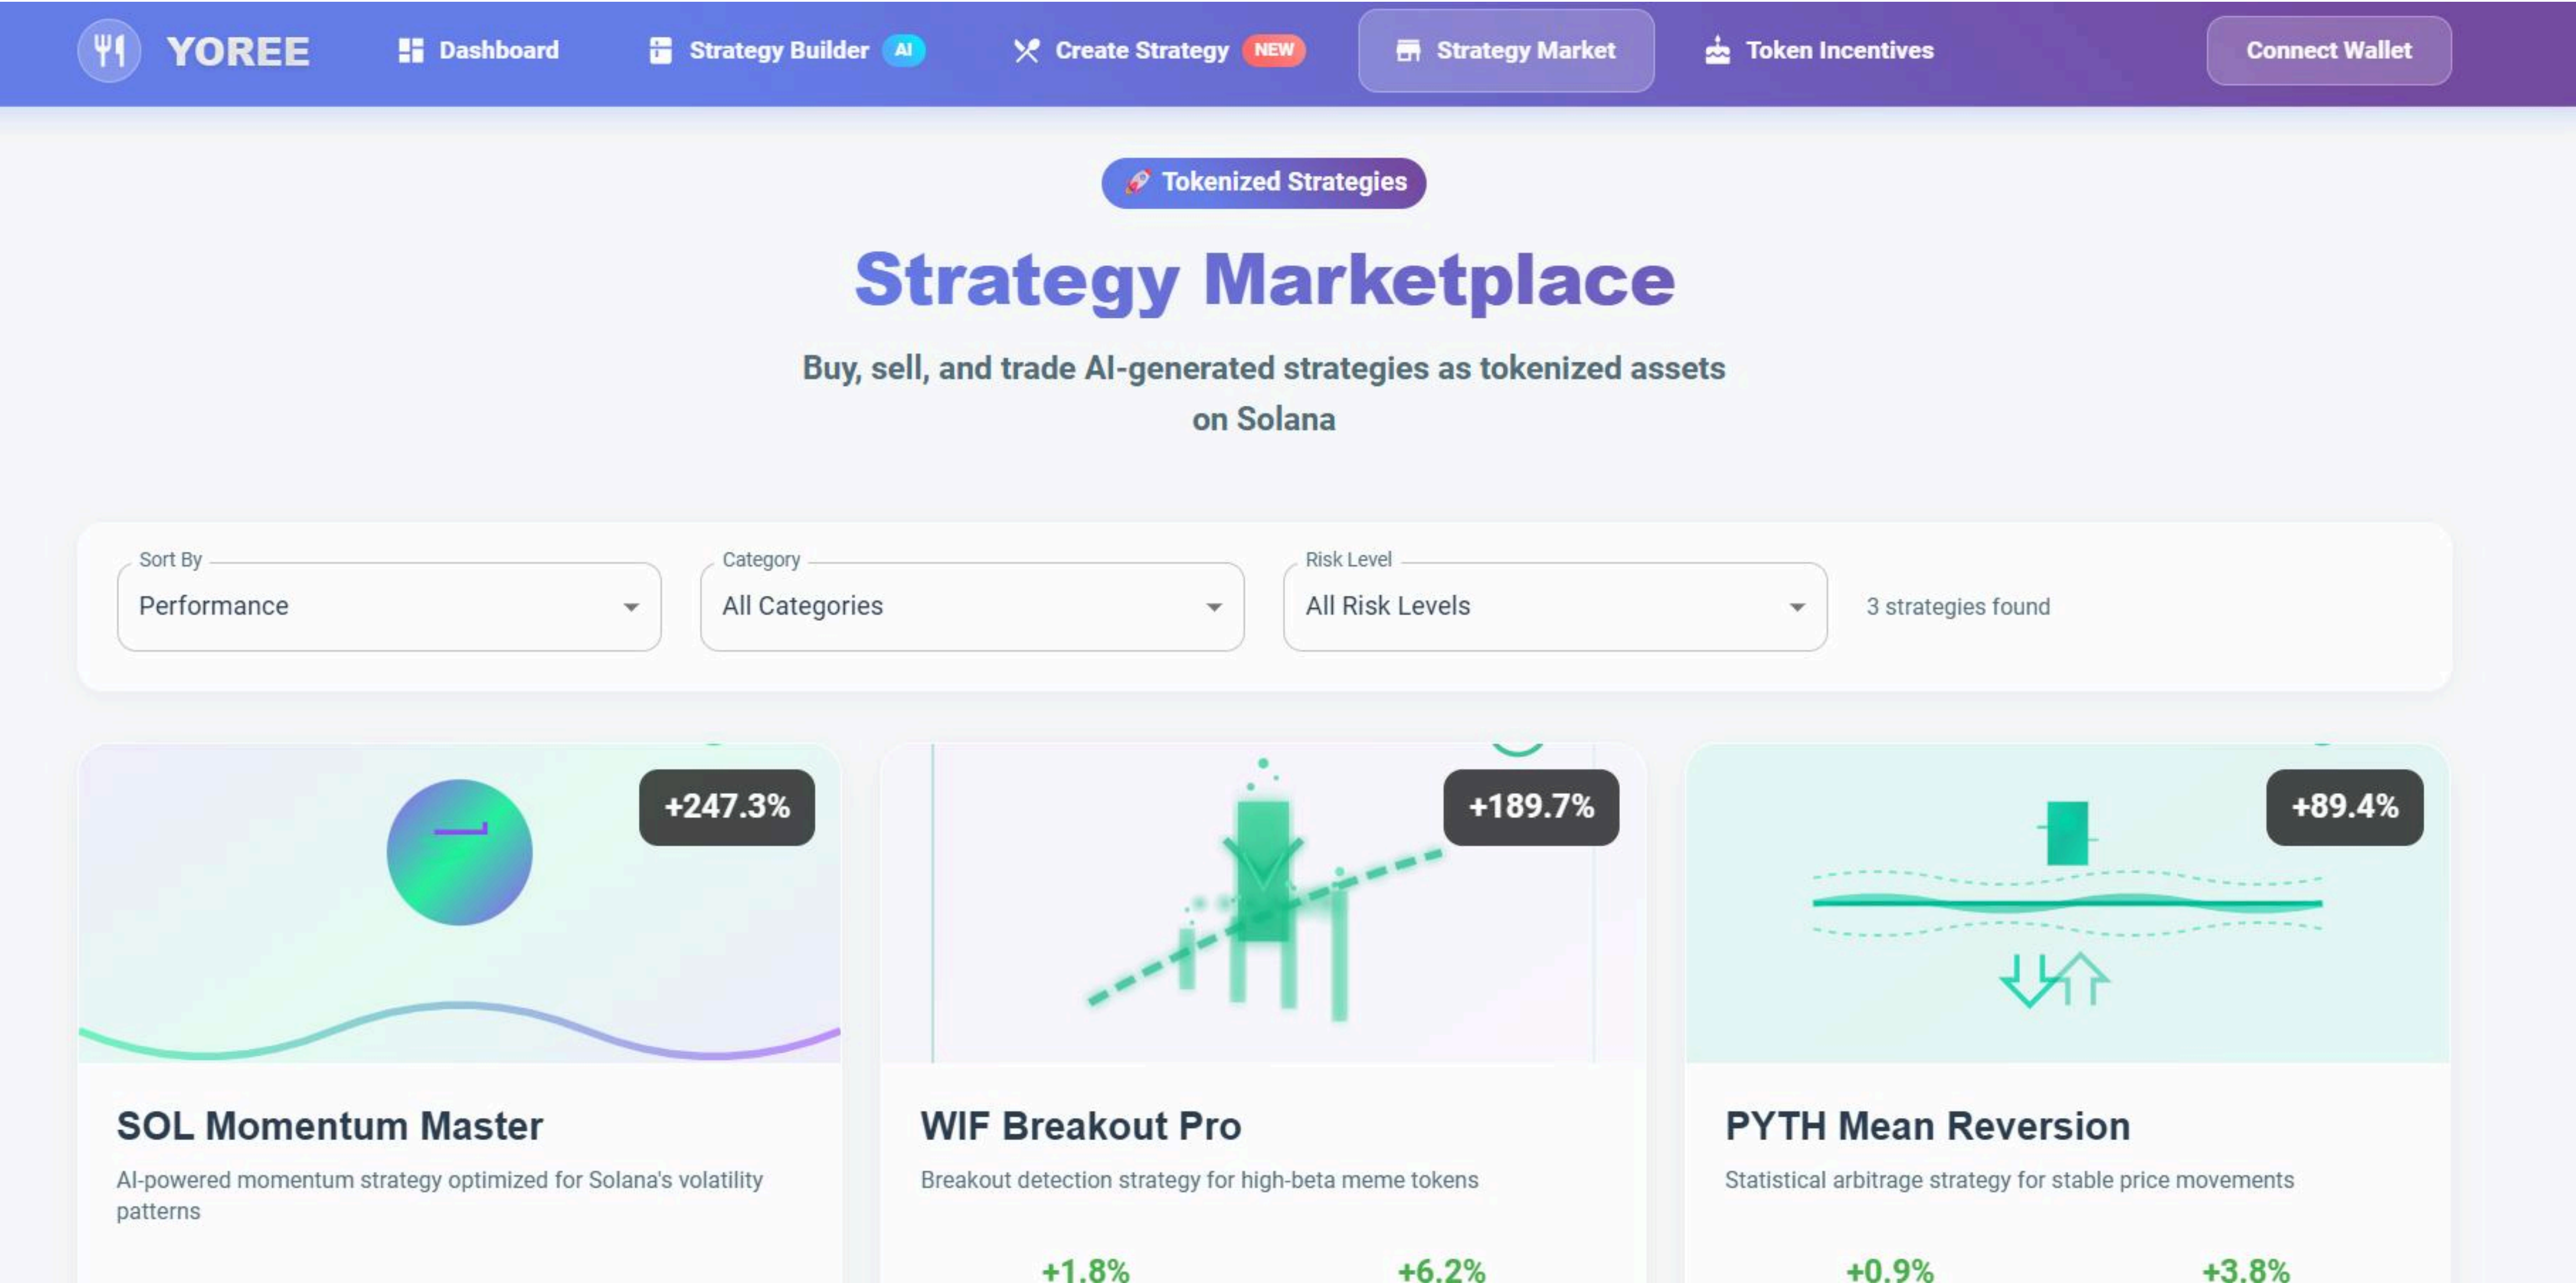 YOREE
Dashboard
Strategy Builder AI
Create Strategy NEW
Strategy Market
Token Incentives
Connect Wallet
🚀 Tokenized Strategies
Strategy Marketplace
Buy, sell, and trade AI-generated strategies as tokenized assets
on Solana
Sort By
Performance
Category
All Categories
Risk Level
All Risk Levels
3 strategies found
+247.3%
SOL Momentum Master
AI-powered momentum strategy optimized for Solana's volatility
patterns
+189.7%
WIF Breakout Pro
Breakout detection strategy for high-beta meme tokens
+1.8%
+6.2%
+89.4%
PYTH Mean Reversion
Statistical arbitrage strategy for stable price movements
+0.9%
+3.8%